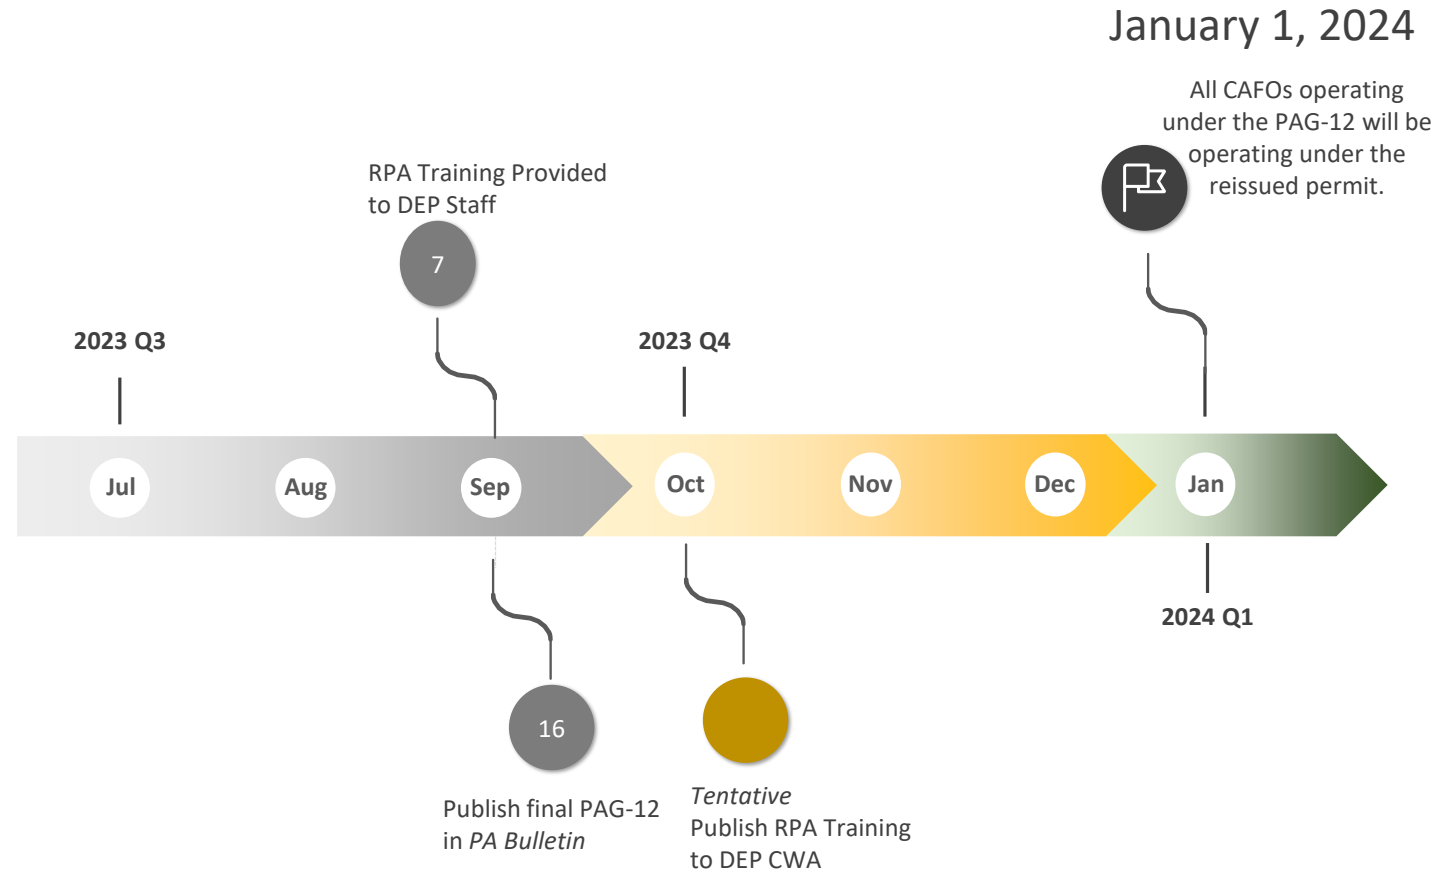 January 1, 2024
All CAFOs operating
under the PAG-12 will be
operating under the
reissued permit.
RPA Training Provided
to DEP Staff
7
2023 Q3
2023 Q4
Jul
Aug
Sep
Oct
Nov
Dec
Jan
2024 Q1
16
Publish final PAG-12
in PA Bulletin
Tentative
Publish RPA Training
to DEP CWA